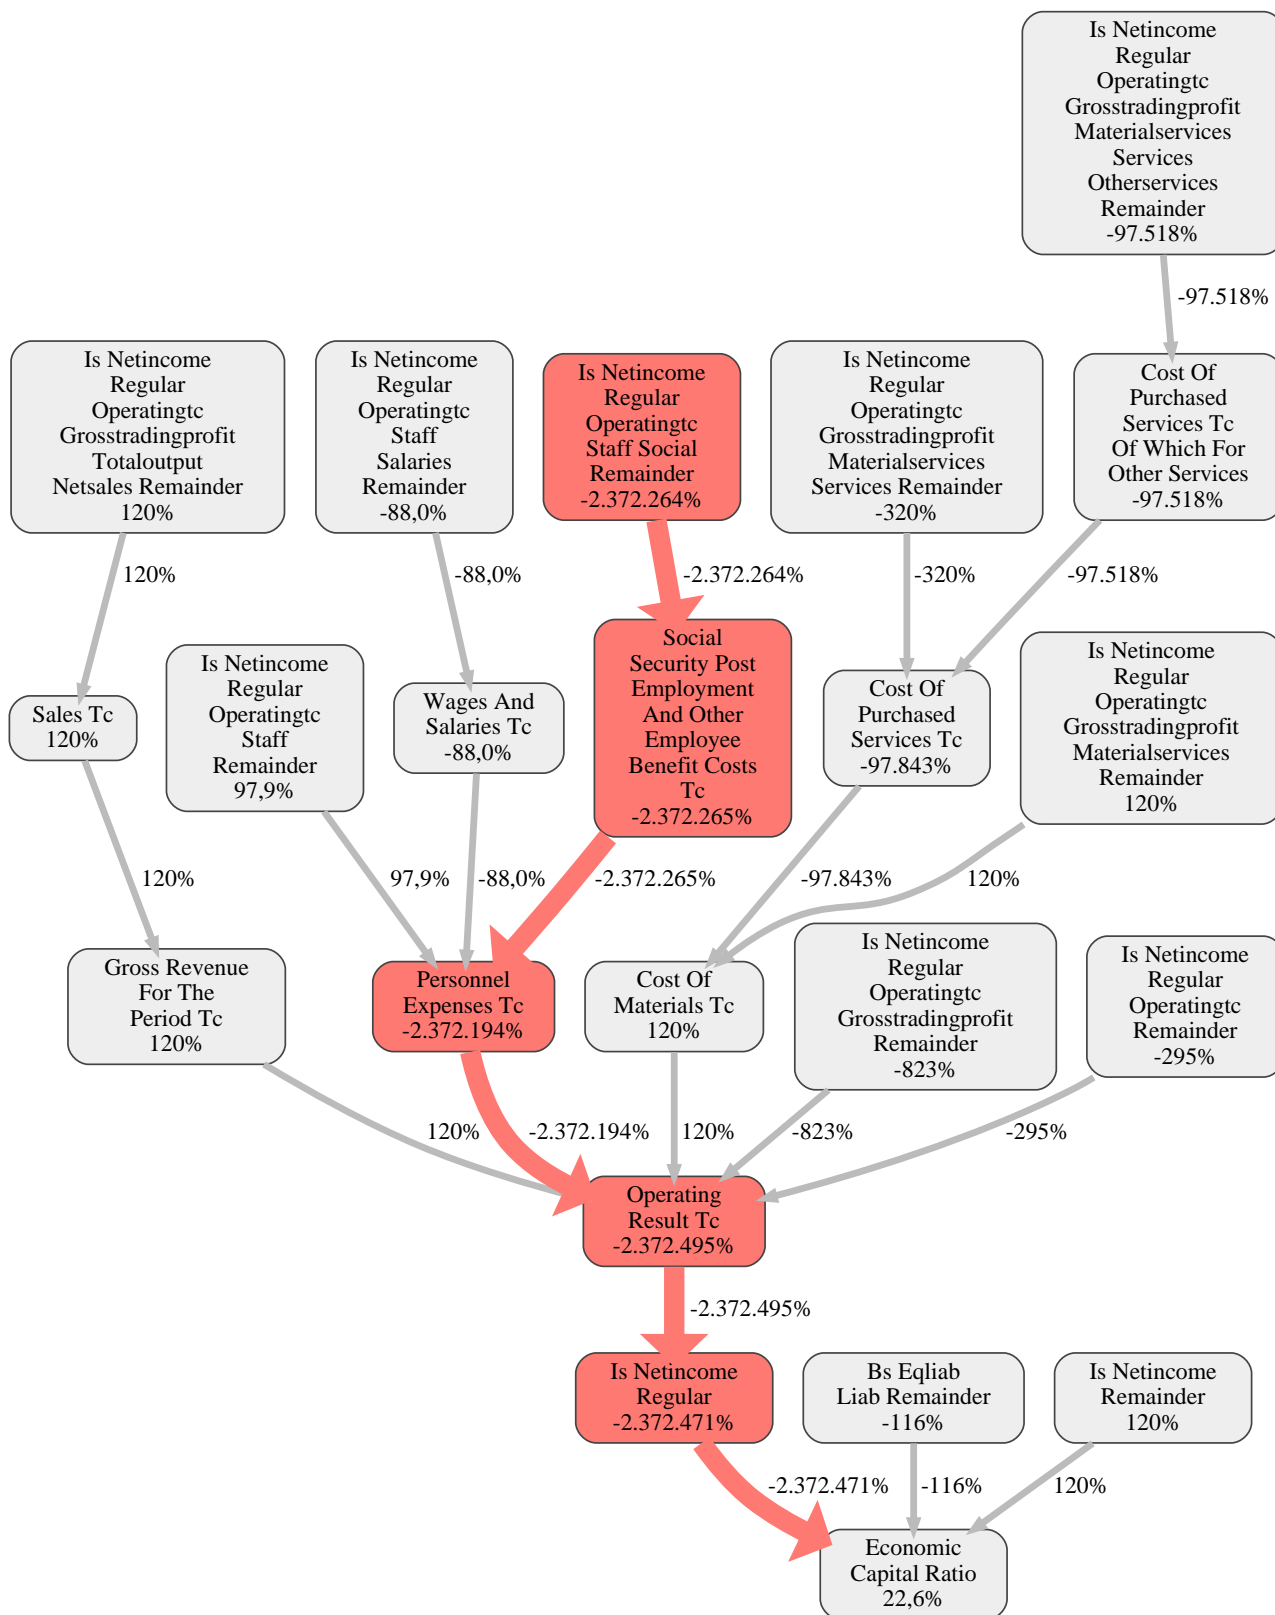 Is Netincome
Regular
Operatingtc
Grosstradingprofit
Materialservices
Services
Otherservices
Remainder
-97.518%
-97.518%
Is Netincome
Regular
Operatingtc
Grosstradingprofit
Totaloutput
Netsales Remainder
120%
Is Netincome
Regular
Operatingtc
Staff
Salaries
Remainder
-88,0%
Is Netincome
Regular
Operatingtc
Staff Social
Remainder
-2.372.264%
Is Netincome
Regular
Operatingtc
Grosstradingprofit
Materialservices
Services Remainder
-320%
Cost Of
Purchased
Services Tc
Of Which For
Other Services
-97.518%
120%
-88,0%
-2.372.264%
-320%
-97.518%
Sales Tc
120%
Is Netincome
Regular
Operatingtc
Staff
Remainder
97,9%
Wages And
Salaries Tc
-88,0%
Social
Security Post
Employment
And Other
Employee
Benefit Costs
Tc
-2.372.265%
Cost Of
Purchased
Services Tc
-97.843%
Is Netincome
Regular
Operatingtc
Grosstradingprofit
Materialservices
Remainder
120%
120%
97,9%
-88,0%
-2.372.265%
-97.843%
120%
Gross Revenue
For The
Period Tc
120%
Personnel
Expenses Tc
-2.372.194%
Cost Of
Materials Tc
120%
Is Netincome
Regular
Operatingtc
Grosstradingprofit
Remainder
-823%
Is Netincome
Regular
Operatingtc
Remainder
-295%
120%
-2.372.194%
120%
-823%
-295%
Operating
Result Tc
-2.372.495%
-2.372.495%
Is Netincome
Regular
-2.372.471%
Bs Eqliab
Liab Remainder
-116%
Is Netincome
Remainder
120%
-2.372.471%
-116%
120%
Economic
Capital Ratio
22,6%